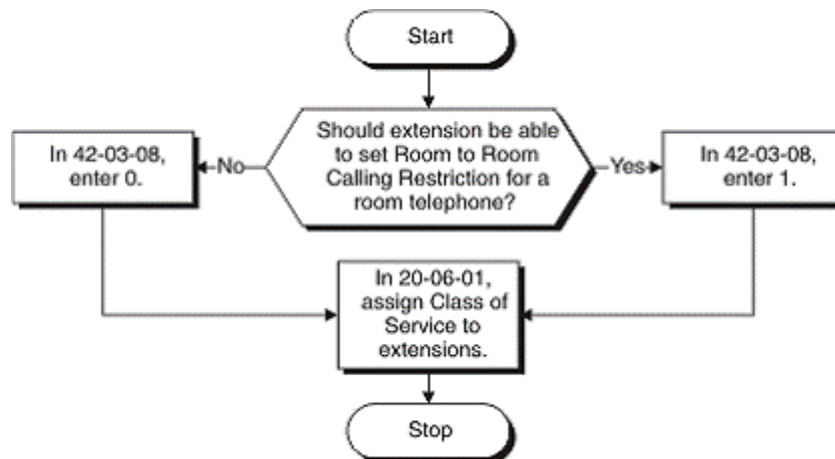 Start
Should extension be able
to set Room to Room
Calling Restriction for a
room telephone?
No
Yes
In 42-03-08,
enter 0.
In 42-03-08,
enter 1.
In 20-06-01,
assign Class of
Service to
extensions.
Stop